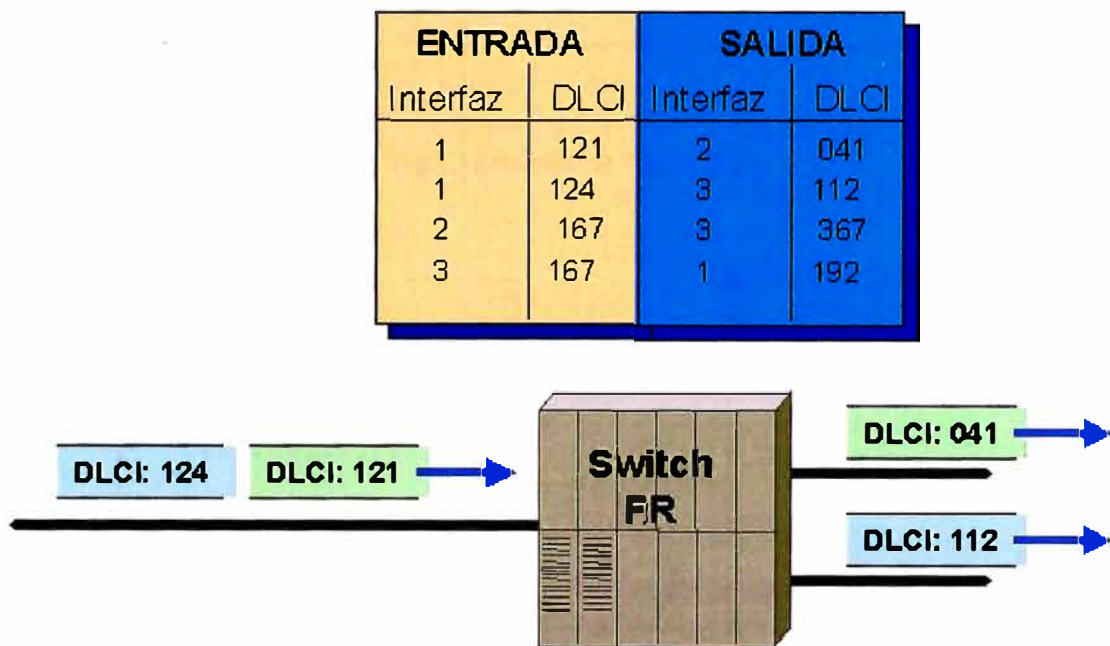 ENTRADA SALIDA
Interfaz DLCI Interfaz DLCI
1 121 2 041
1 124 3 112
2 167 3 367
3 167 1 192
DLCI: 124 DLCI: 121 Switch DLCI: 041
FR DLCI: 112